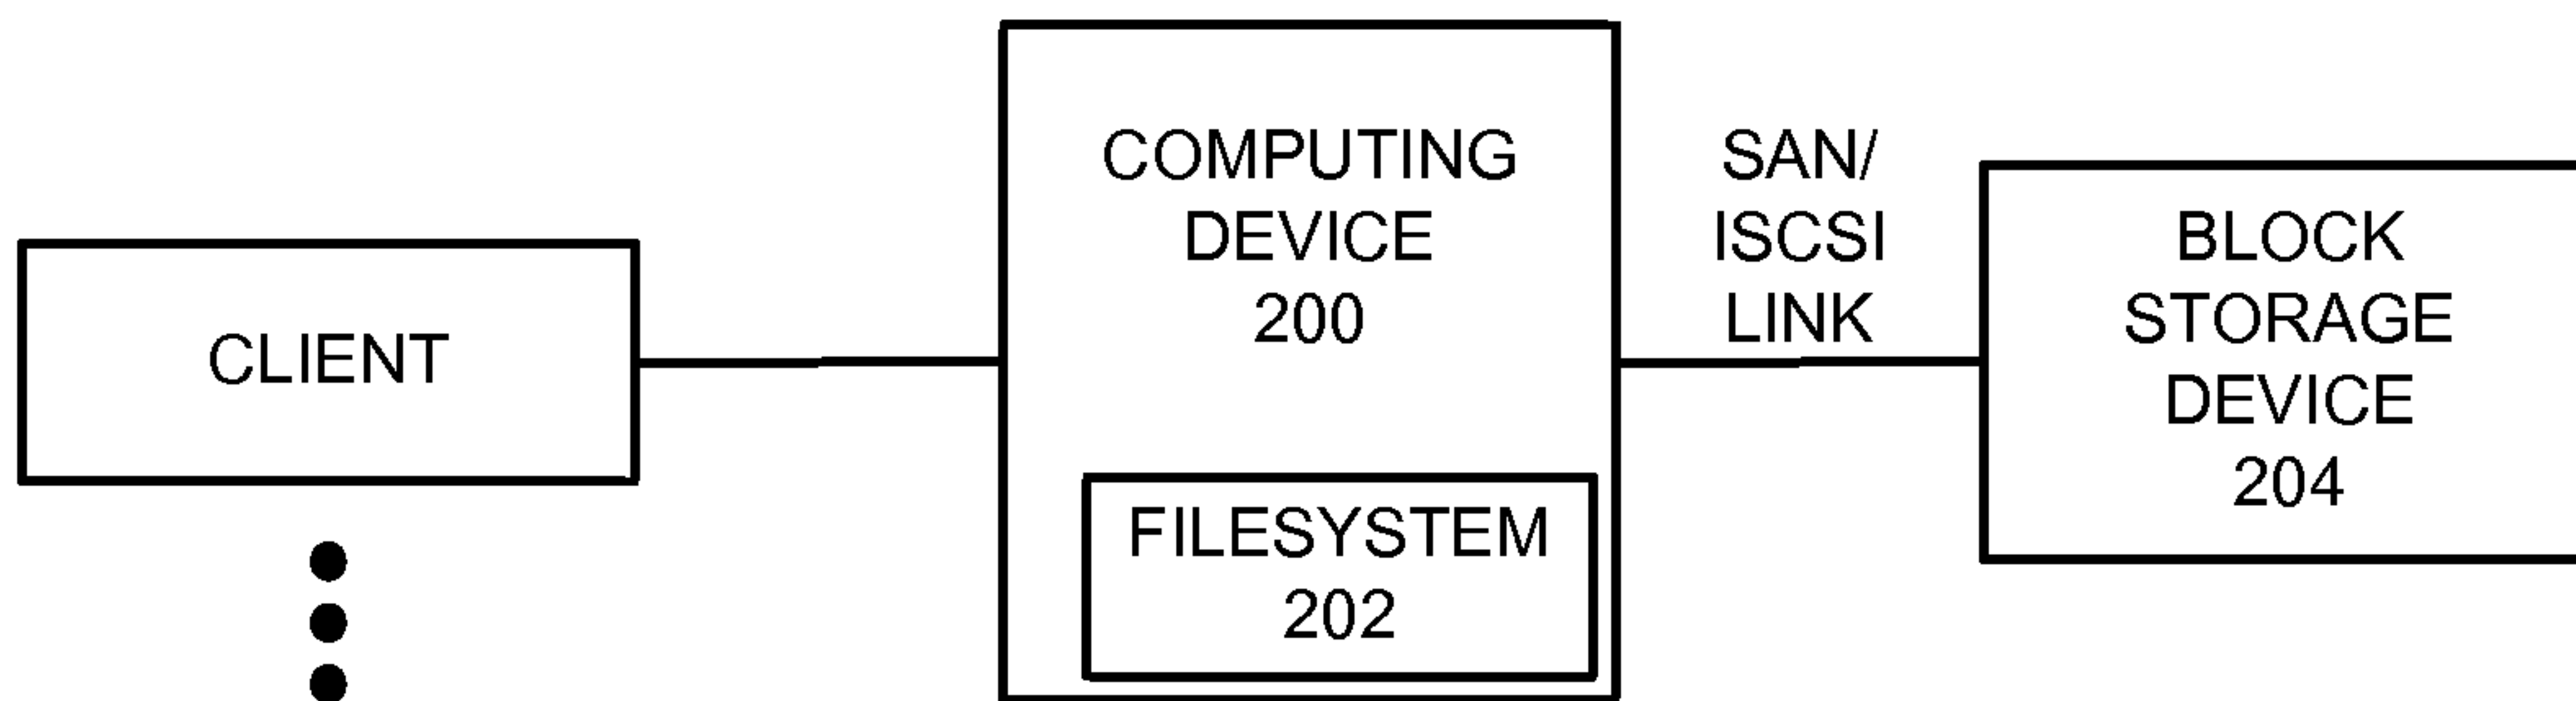 CLIENT
COMPUTING
DEVICE
200
FILESYSTEM
202
SAN/
ISCSI
LINK
BLOCK
STORAGE
DEVICE
204